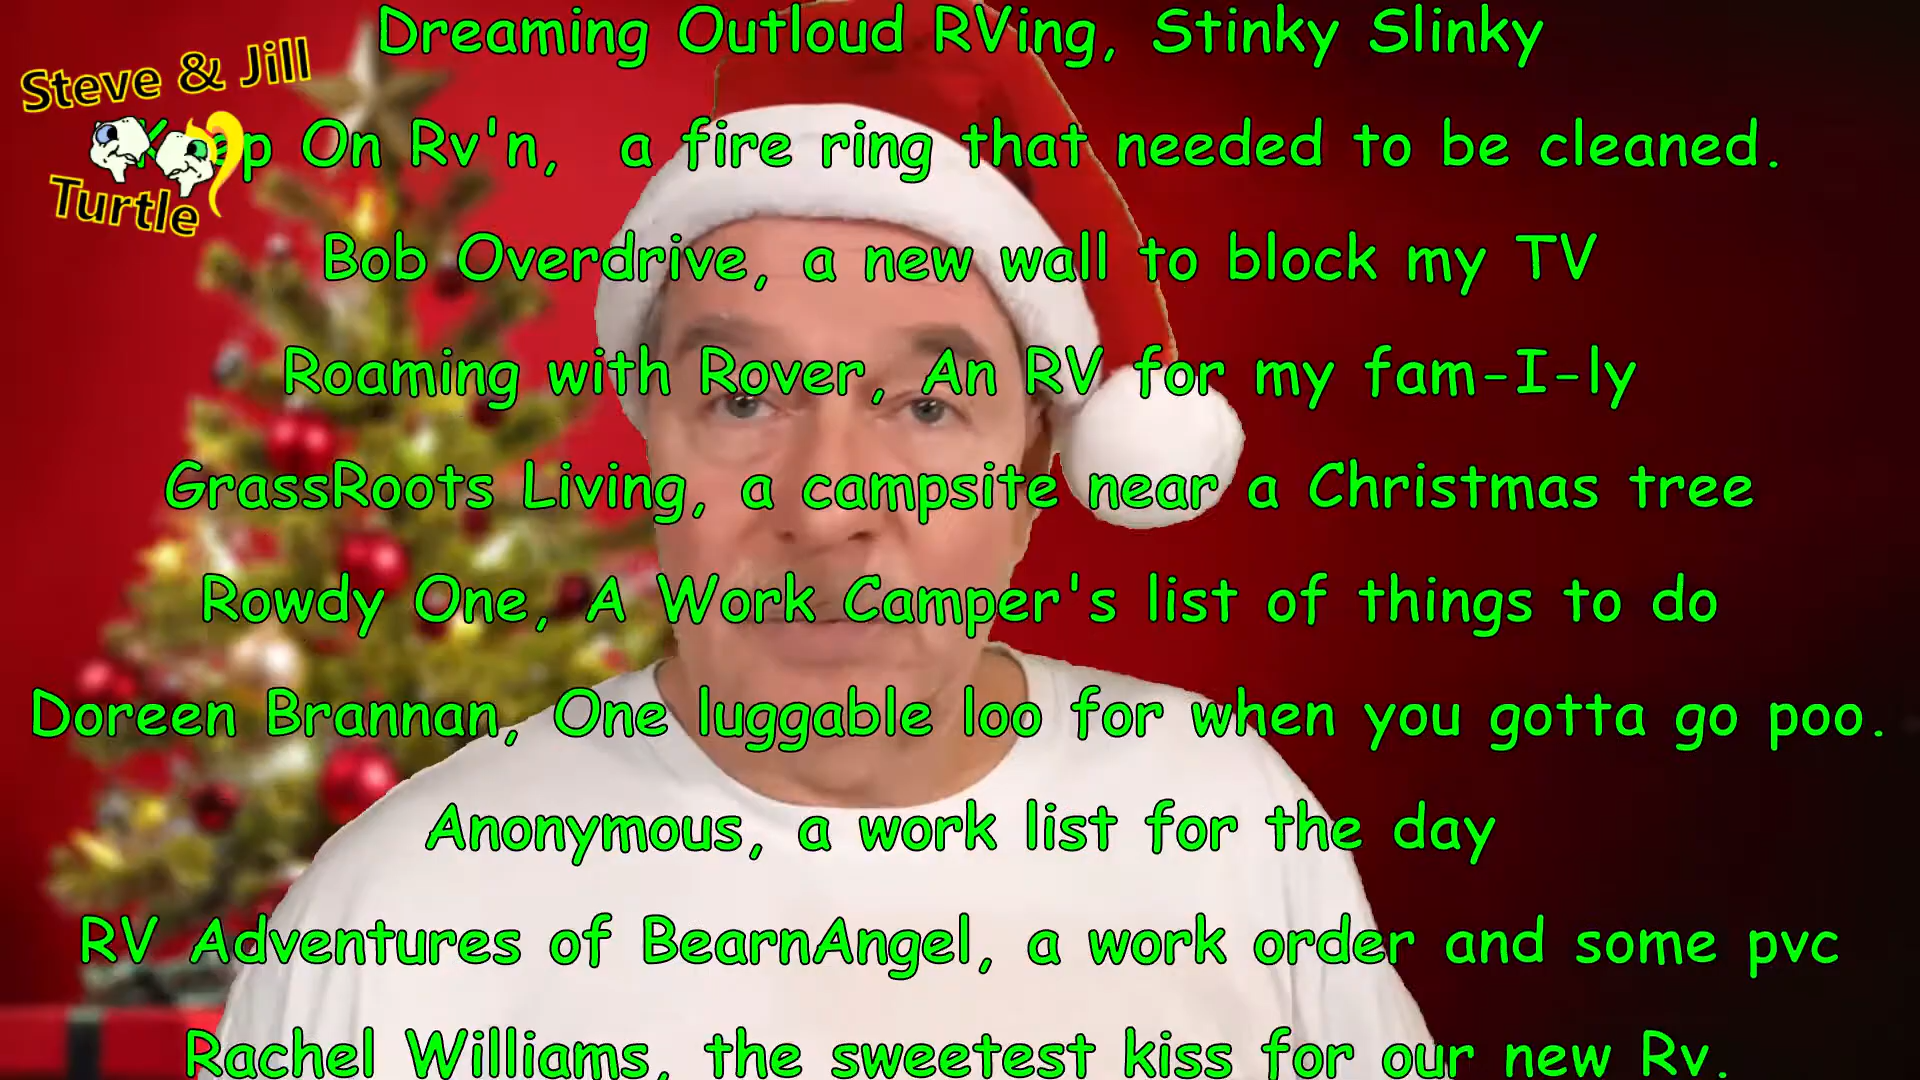 Dreaming Outloud RVing, Stinky Slinky
Steve & Jill
Turtle
Keep On Rv'n, a fire ring that needed to be cleaned.
Bob Overdrive, a new wall to block my TV
Roaming with Rover, An RV for my fam-I-ly
GrassRoots Living, a campsite near a Christmas tree
Rowdy One, A Work Camper's list of things to do
Doreen Brannan, One luggable loo for when you gotta go poo.
Anonymous, a work list for the day
RV Adventures of BearnAngel, a work order and some pvc
Rachel Williams, the sweetest kiss for our new Rv.